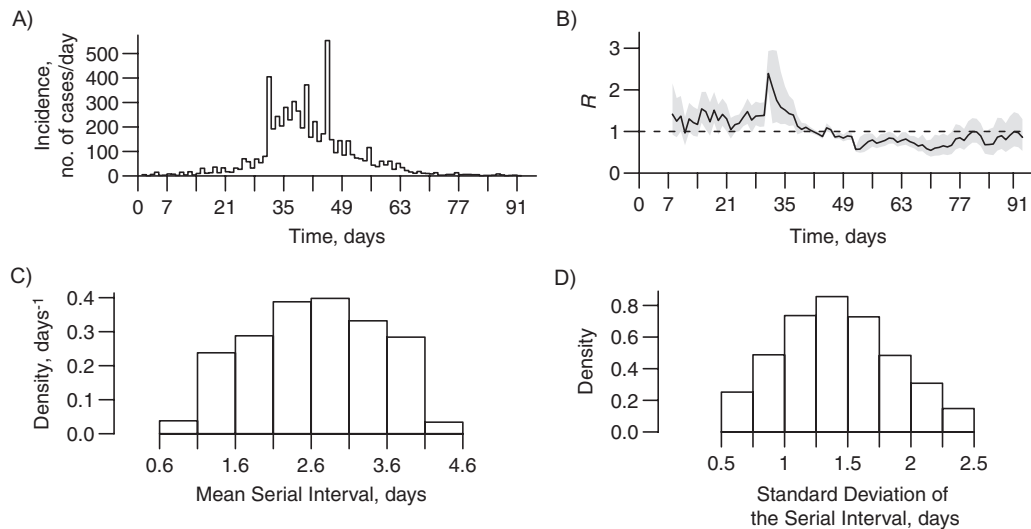 A)
Incidence,
no. of cases/day
500
400
300
200
100
0
0 7 21 35 49 63 77 91
Time, days
B)
R
3
2
1
0
0 7 21 35 49 63 77 91
Time, days
C)
Density, days-1
0.4
0.3
0.2
0.1
0.0
0.6 1.6 2.6 3.6 4.6
Mean Serial Interval, days
D)
Density
0.8
0.6
0.4
0.2
0.0
0.5 1 1.5 2 2.5
Standard Deviation of
the Serial Interval, days